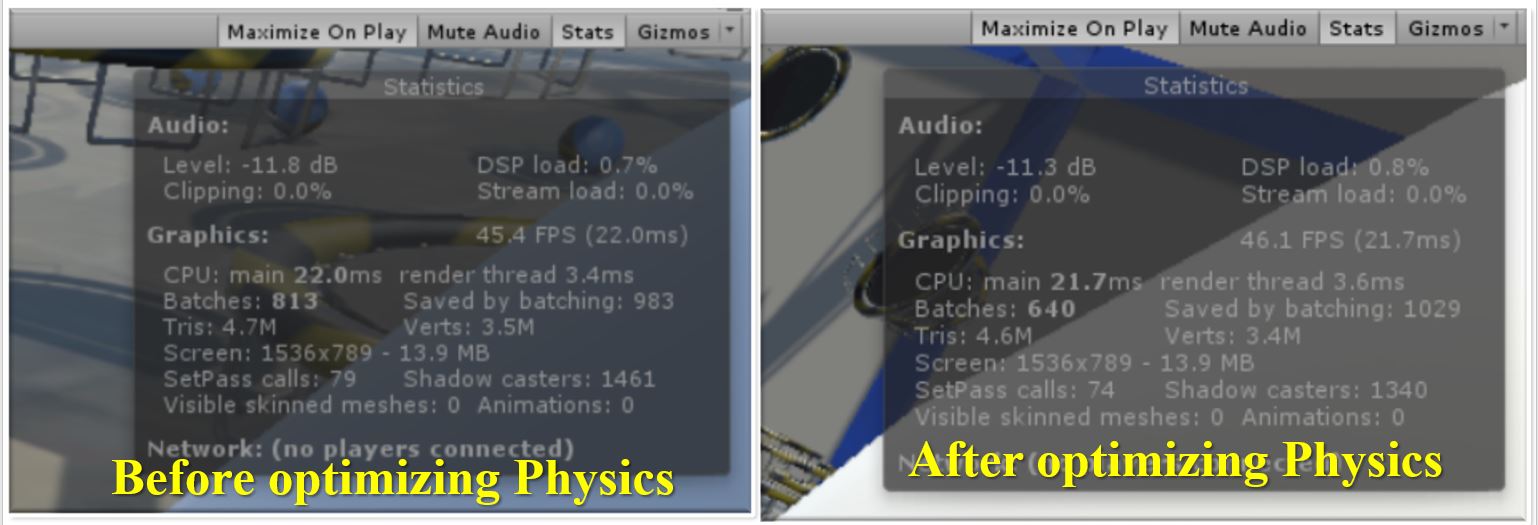 Maximize On Play Mute Audio Stats Gizmos
Statistics
Audio:
Level: -11.8 dB DSP load: 0.7%
Clipping: 0.0% Stream load: 0.0%
Graphics: 45.4 FPS (22.0ms)
CPU: main 22.0ms render thread 3.4ms
Batches: 813 Saved by batching: 983
Tris: 4.7M Verts: 3.5M
Screen: 1536x789 - 13.9 MB
SetPass calls: 79 Shadow casters: 1461
Visible skinned meshes: 0 Animations: 0
Network: (no players connected)
Before optimizing Physics
Maximize On Play Mute Audio Stats Gizmos
Statistics
Audio:
Level: -11.3 dB DSP load: 0.8%
Clipping: 0.0% Stream load: 0.0%
Graphics: 46.1 FPS (21.7ms)
CPU: main 21.7ms render thread 3.6ms
Batches: 640 Saved by batching: 1029
Tris: 4.6M Verts: 3.4M
Screen: 1536x789 - 13.9 MB
SetPass calls: 74 Shadow casters: 1340
Visible skinned meshes: 0 Animations: 0
After optimizing Physics